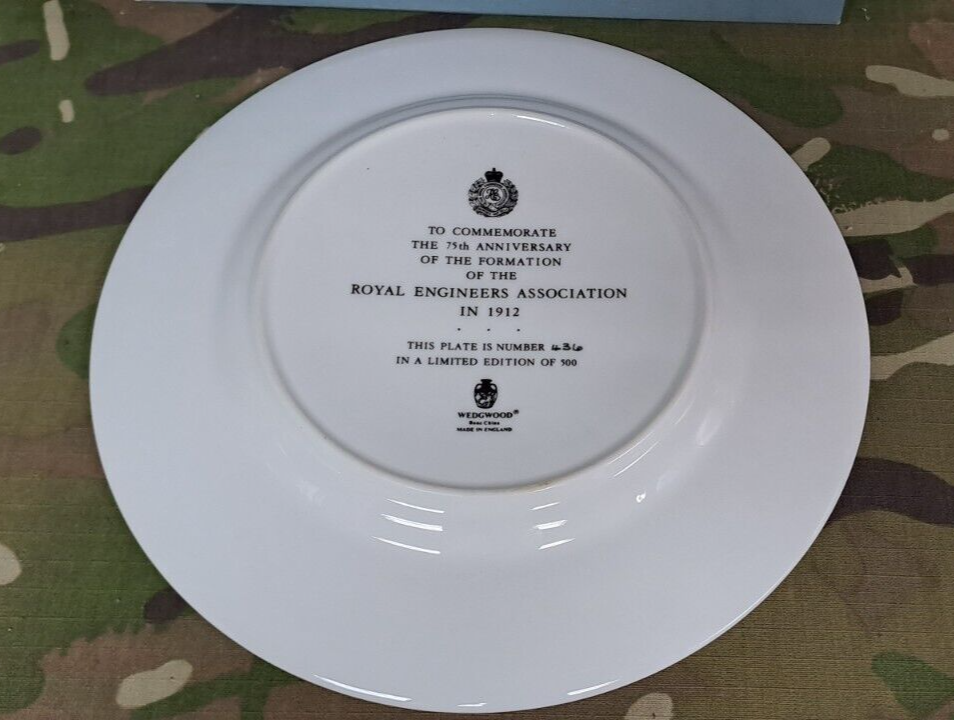 TO COMMEMORATE
THE 75th ANNIVERSARY
OF THE FORMATION
OF THE
ROYAL ENGINEERS ASSOCIATION
IN 1912
THIS PLATE IS NUMBER 436
IN A LIMITED EDITION OF 500
WEDGWOOD®
Bone China
MADE IN ENGLAND